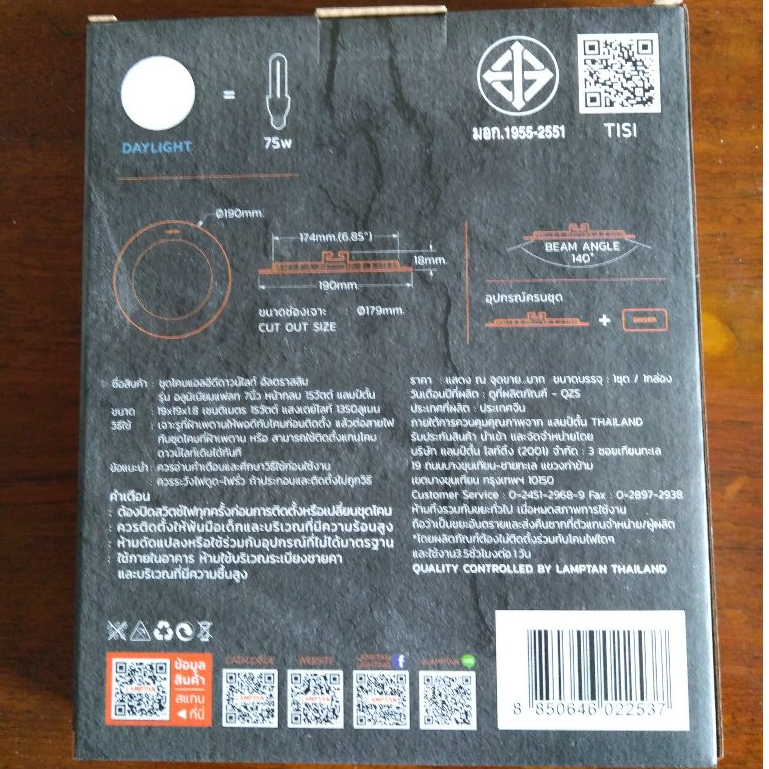 DAYLIGHT
=
75w
มอก.1955-2551
TISI
Ø190mm.
174mm.(6.85")
18mm.
190mm.
ขนาดช่องเจาะ : Ø179mm.
CUT OUT SIZE
BEAM ANGLE
140°
อุปกรณ์ครบชุด
+
DRIVER
ชื่อสินค้า : ชุดโคมแอลอีดีดาวน์ไลท์ อัลตราสลิม
รุ่น อลูมิเนียม แฟลท 7นิ้ว หน้ากลม 15วัตต์ แลมป์ตั้น
ขนาด : 19x19x1.8 เซนติเมตร 15วัตต์ แสงเดย์ไลท์ 1350ลูเมน
วิธีใช้ : เจาะรูที่ฝ้าเพดานให้พอดีกับโคมก่อนติดตั้ง แล้วต่อสายไฟ
กับชุดโคมที่ฝ้าเพดาน หรือ สามารถใช้ติดตั้งแทนโคม
ดาวน์ไลท์เดิมได้ทันที
ข้อแนะนำ : ควรอ่านคำเตือนและศึกษาวิธีใช้ก่อนใช้งาน
ควรระวังไฟดูด-ไฟรั่ว ถ้าประกอบและติดตั้งไม่ถูกวิธี
คำเตือน
: ต้องปิดสวิตช์ไฟทุกครั้งก่อนการติดตั้งหรือเปลี่ยนชุดโคม
: ควรติดตั้งให้พ้นมือเด็กและบริเวณที่มีความร้อนสูง
: ห้ามดัดแปลงหรือใช้ร่วมกับอุปกรณ์ที่ไม่ได้มาตรฐาน
: ใช้ภายในอาคาร ห้ามใช้บริเวณระเบียงชายคา
และบริเวณที่มีความชื้นสูง
ราคา : แสดง ณ จุดขาย..บาท ขนาดบรรจุ : 1ชุด / 1กล่อง
วันเดือนปีที่ผลิต : ดูที่ผลิตภัณฑ์ - QZS
ประเทศที่ผลิต : ประเทศจีน
ภายใต้การควบคุมคุณภาพจาก แลมป์ตั้น THAILAND
รับประกันสินค้า นำเข้า และจัดจำหน่ายโดย
บริษัท แลมป์ตั้น ไลท์ติ้ง (2001) จำกัด : 3 ซอยเทียนทะเล
19 ถนนบางขุนเทียน-ชายทะเล แขวงท่าข้าม
เขตบางขุนเทียน กรุงเทพฯ 10150
Customer Service : 0-2451-2968-9 Fax : 0-2897-2938
ห้ามทิ้งรวมกับขยะทั่วไป เมื่อหมดสภาพการใช้งาน
ถือว่าเป็นขยะอันตรายและส่งคืนซากที่ตัวแทนจำหน่าย/ผู้ผลิต
*โดยผลิตภัณฑ์ต้องไม่ติดตั้งร่วมกับโคมไฟใดๆ
และใช้งาน3.5ชั่วโมงต่อ1วัน
QUALITY CONTROLLED BY LAMPTAN THAILAND
ข้อมูล
สินค้า
สแกน
ที่นี่
CATALOGUE
WEBSITE
LAMPTAN
LIGHTING
@LAMPTAN
LAMPTAN
LAMPTAN
LAMPTAN
LAMPTAN
8 850646 022537